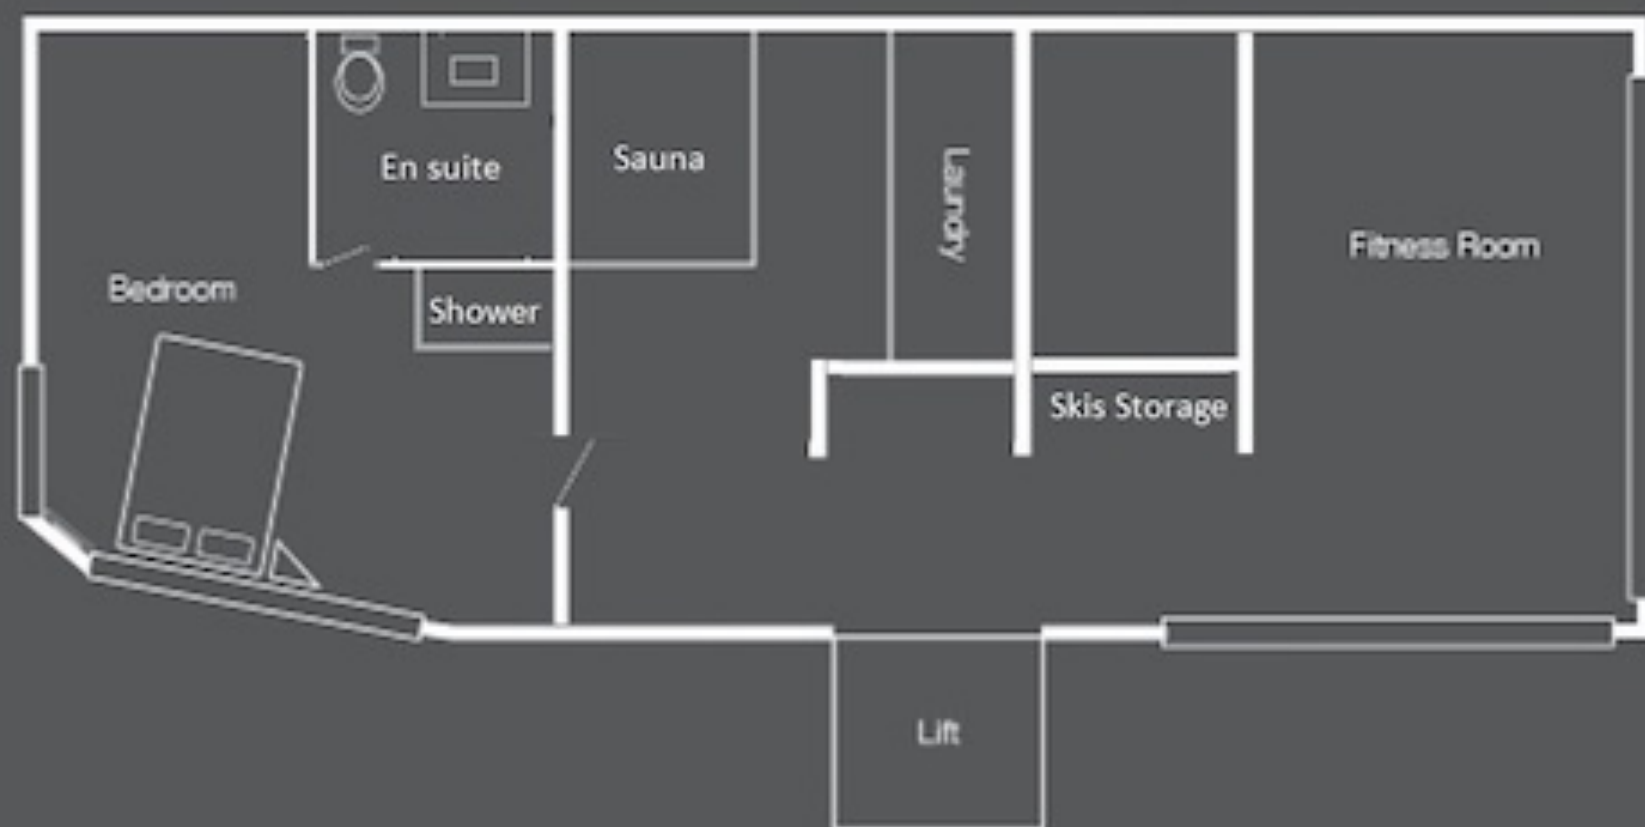 En suite
Sauna
Laundry
Fitness Room
Bedroom
Shower
Skis Storage
Lift